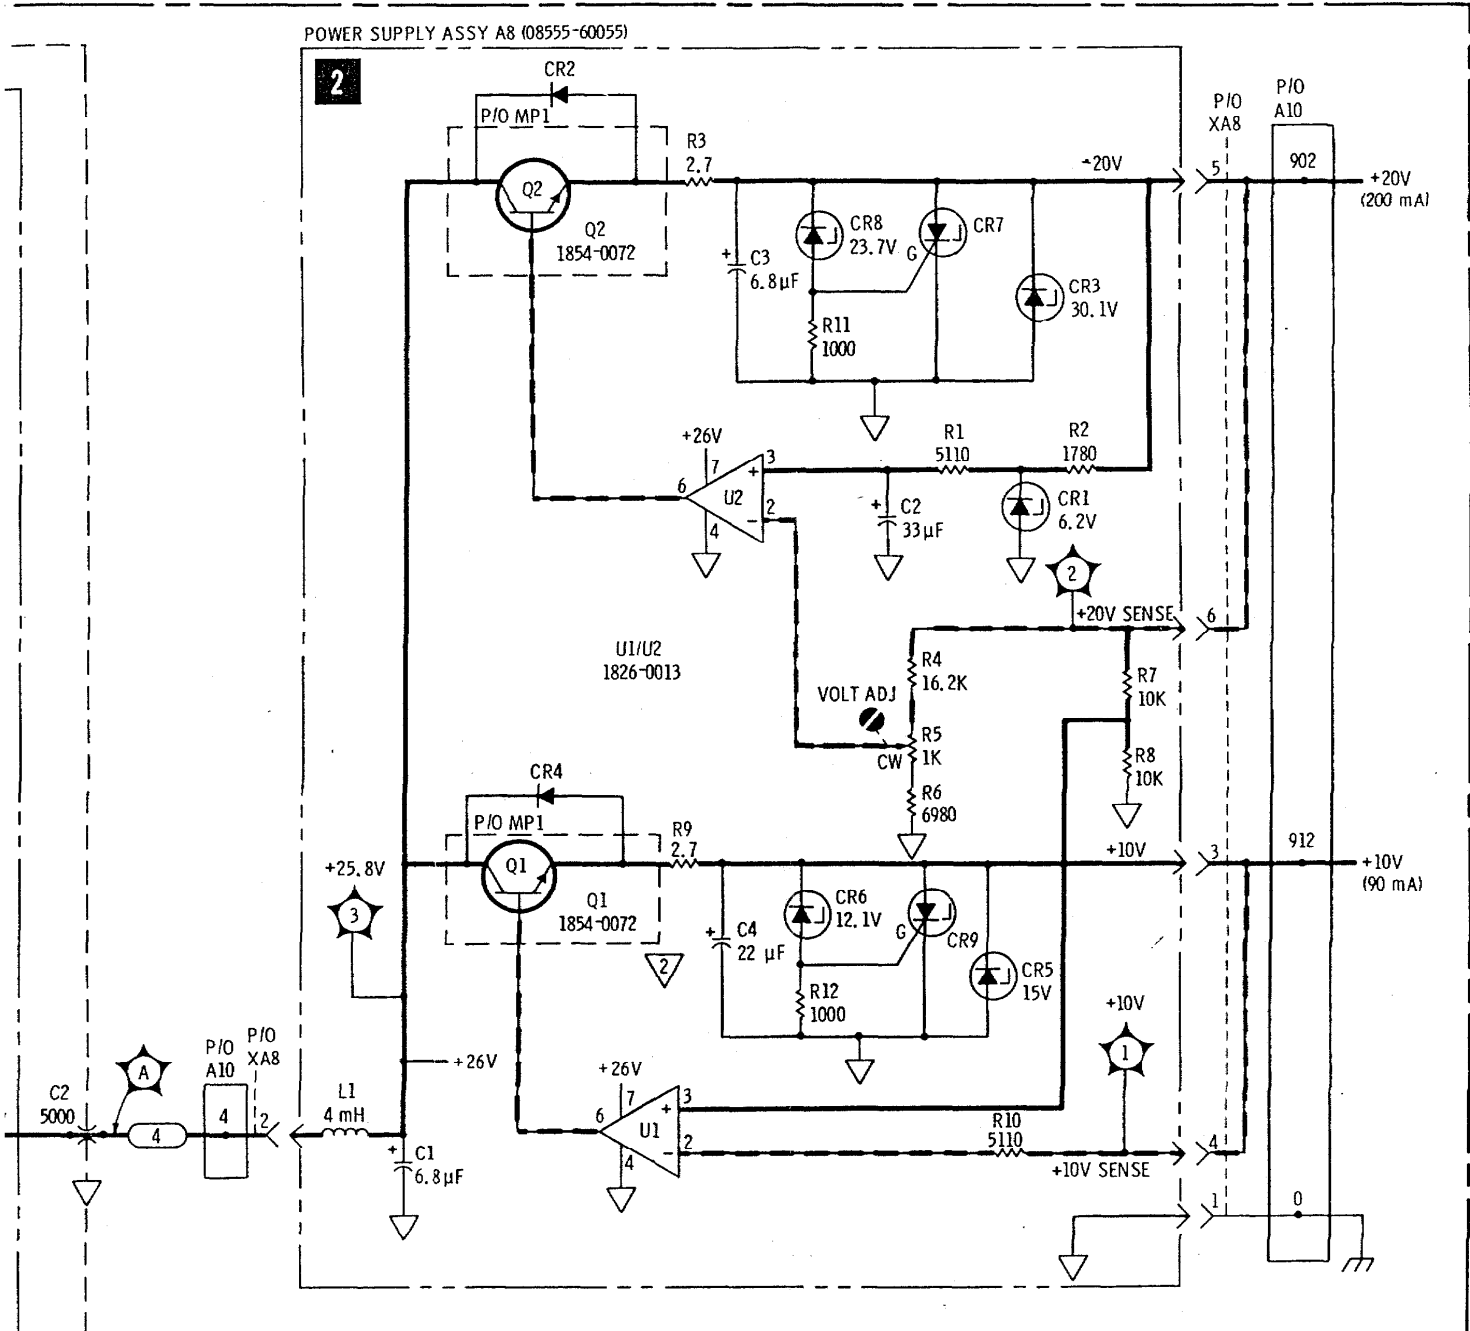 POWER SUPPLY ASSY A8 (08555-60055)
2
CR2
P/O MP1
Q2
Q2
1854-0072
R3
2.7
+20V
5
P/O
XA8
P/O
A10
902
+20V
(200 mA)
+
C3
6.8µF
CR8
23.7V
G
CR7
CR3
30.1V
R11
1000
+26V
7
3
+
6
U2
2
−
4
R1
5110
R2
1780
+
C2
33µF
CR1
6.2V
2
+20V SENSE
6
U1/U2
1826-0013
R4
16.2K
VOLT ADJ
R5
1K
CW
R6
6980
R7
10K
R8
10K
CR4
P/O MP1
Q1
Q1
1854-0072
2
R9
2.7
+10V
3
912
+10V
(90 mA)
+25.8V
3
+
C4
22 µF
CR6
12.1V
G
CR9
CR5
15V
R12
1000
+10V
1
+26V
+26V
7
3
+
6
U1
2
−
4
R10
5110
+10V SENSE
4
C2
5000
A
4
P/O
A10
4
P/O
XA8
2
L1
4 mH
+
C1
6.8µF
1
0